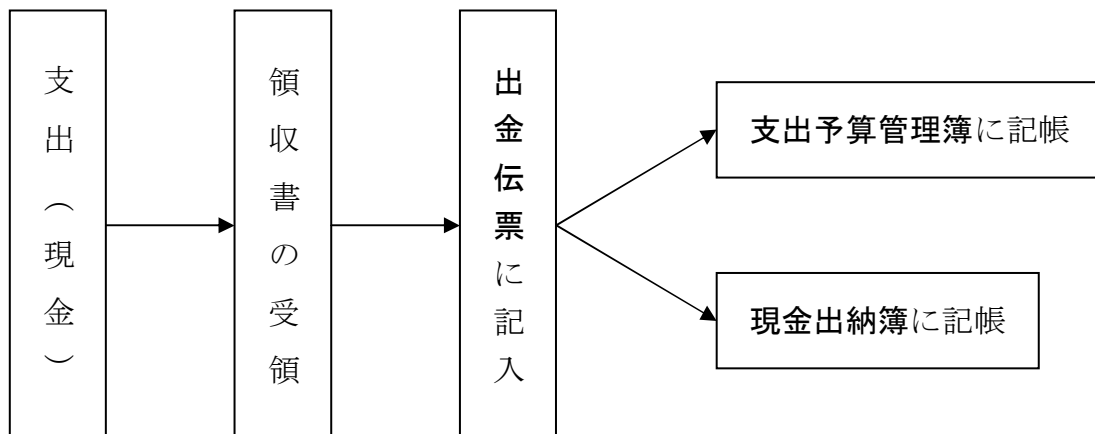 支出（現金）
領収書の受領
出金伝票に記入
支出予算管理簿に記帳
現金出納簿に記帳